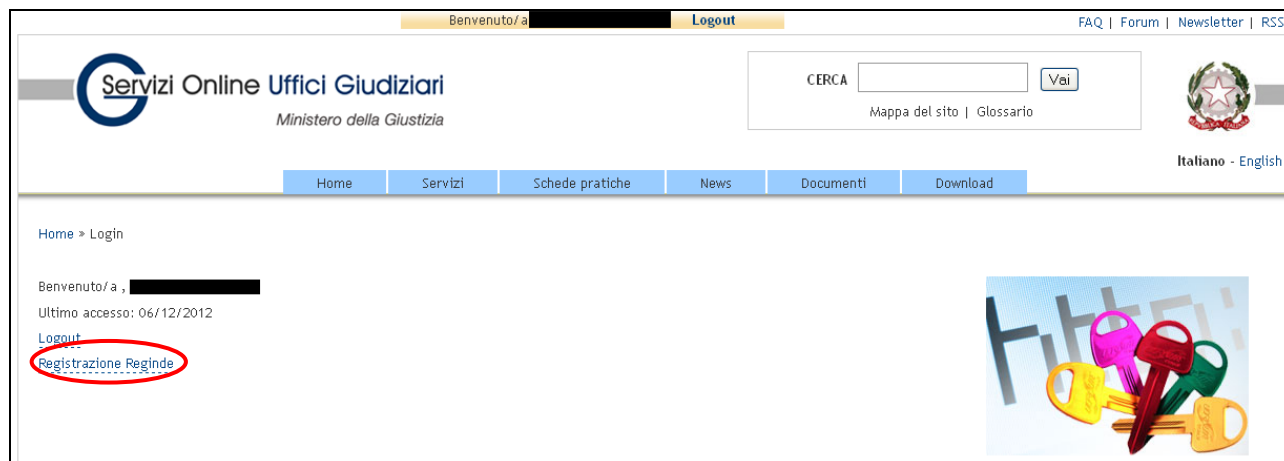 Benvenuto/a Logout
FAQ | Forum | Newsletter | RSS
Servizi Online Uffici Giudiziari
Ministero della Giustizia
CERCA Vai
Mappa del sito | Glossario
Italiano - English
Home Servizi Schede pratiche News Documenti Download
Home » Login
Benvenuto/a ,
Ultimo accesso: 06/12/2012
Logout
Registrazione Reginde